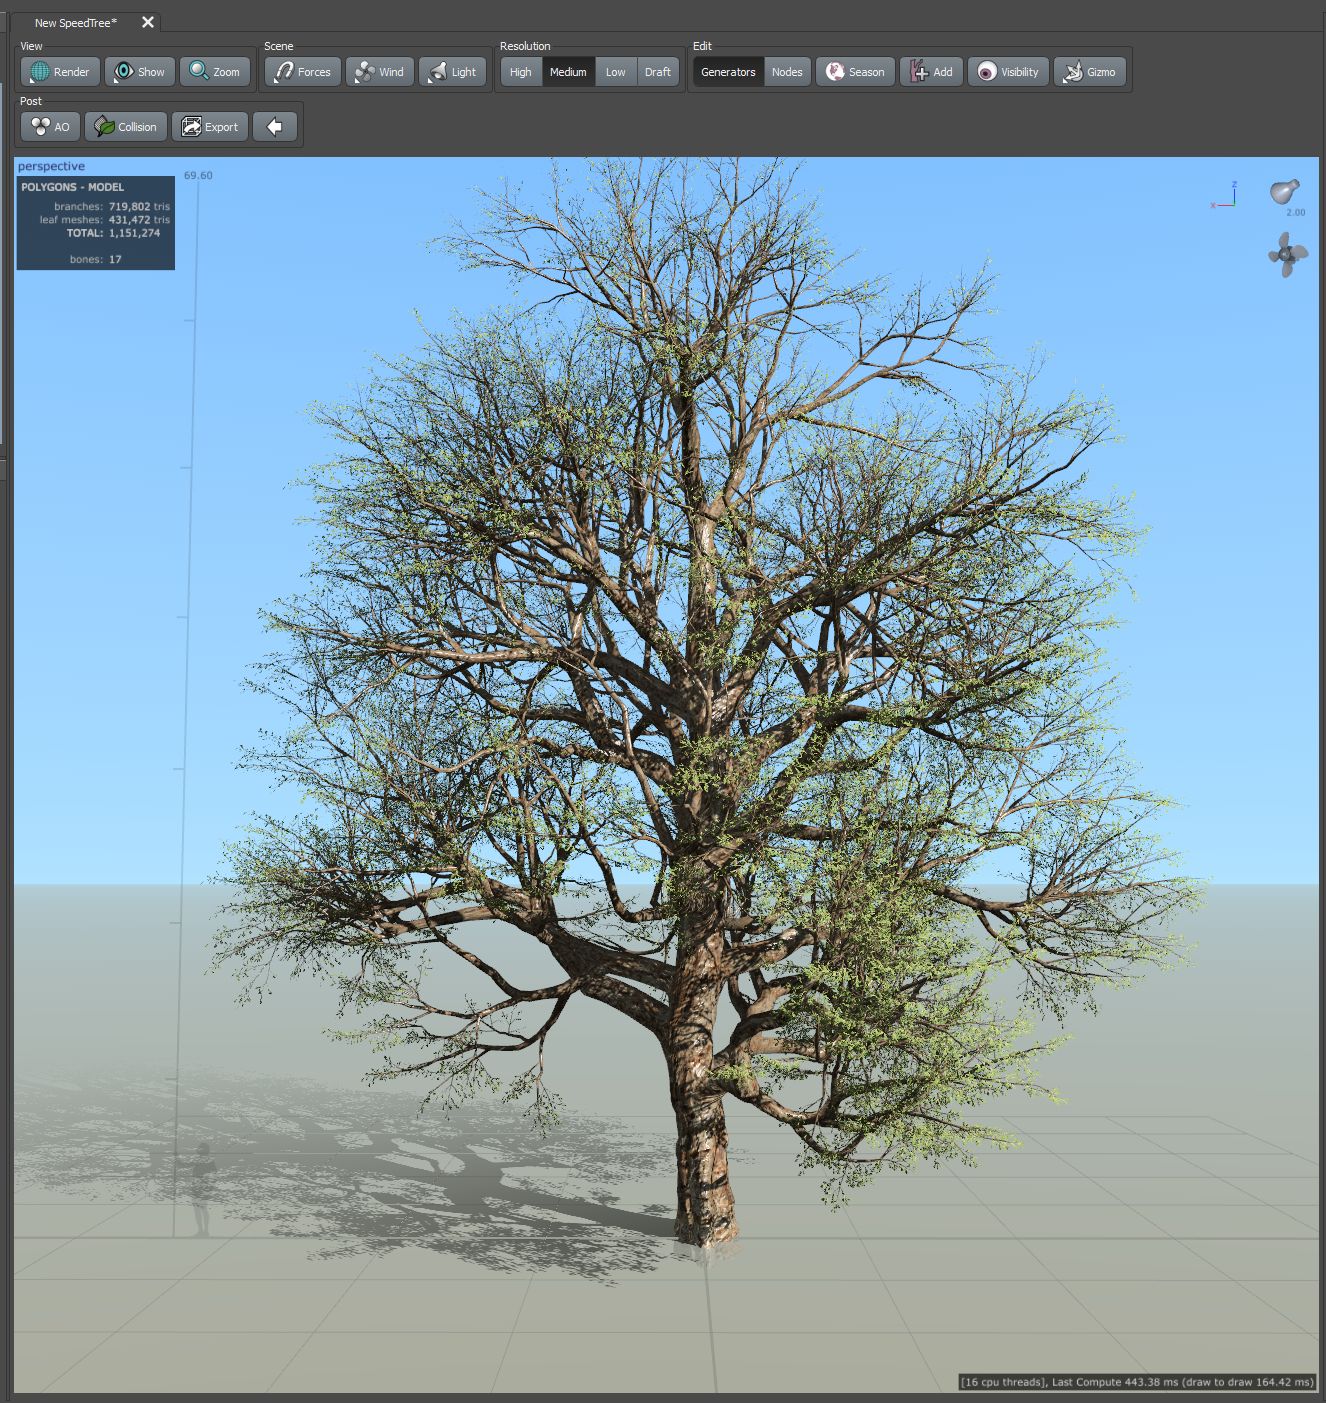 New SpeedTree*
View
Render
Show
Zoom
Scene
Forces
Wind
Light
Resolution
High
Medium
Low
Draft
Edit
Generators
Nodes
Season
Add
Visibility
Gizmo
Post
AO
Collision
Export
perspective
POLYGONS - MODEL
branches: 719,802 tris
leaf meshes: 431,472 tris
TOTAL: 1,151,274
bones: 17
69.60
z
x
2.00
[16 cpu threads], Last Compute 443.38 ms (draw to draw 164.42 ms)